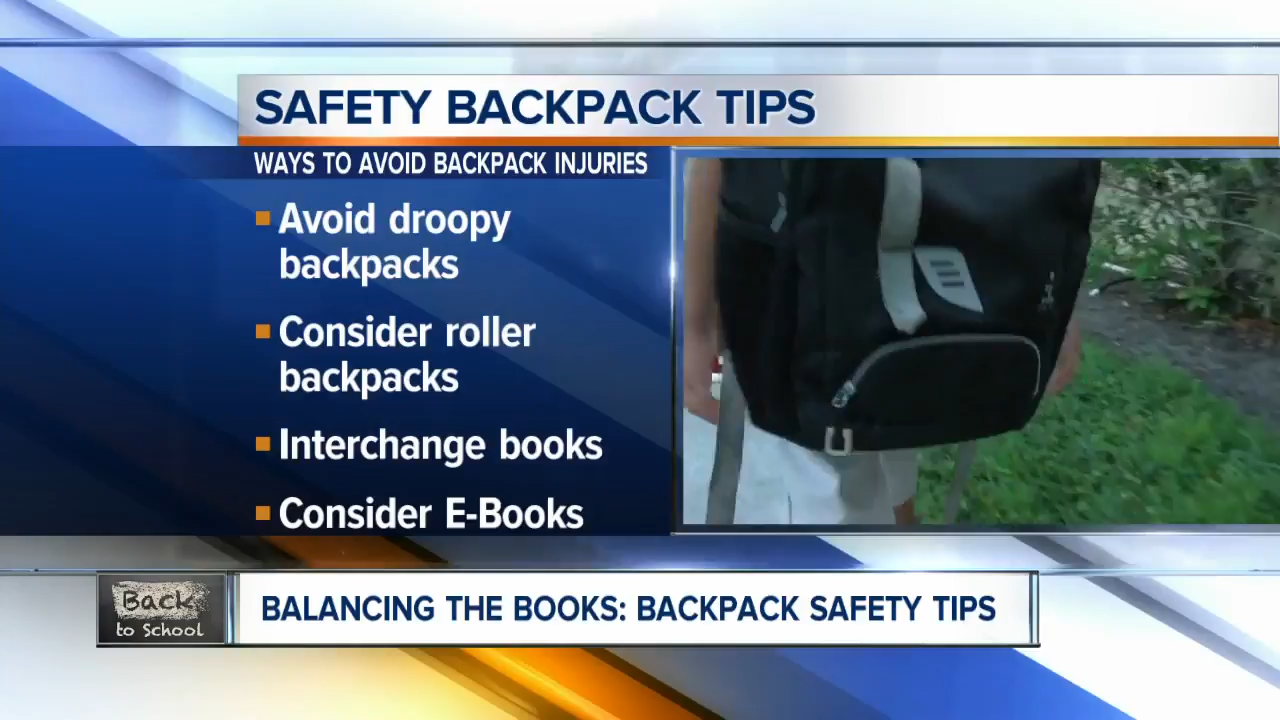 SAFETY BACKPACK TIPS
WAYS TO AVOID BACKPACK INJURIES
Avoid droopy
backpacks
Consider roller
backpacks
Interchange books
Consider E-Books
Back
to School
BALANCING THE BOOKS: BACKPACK SAFETY TIPS